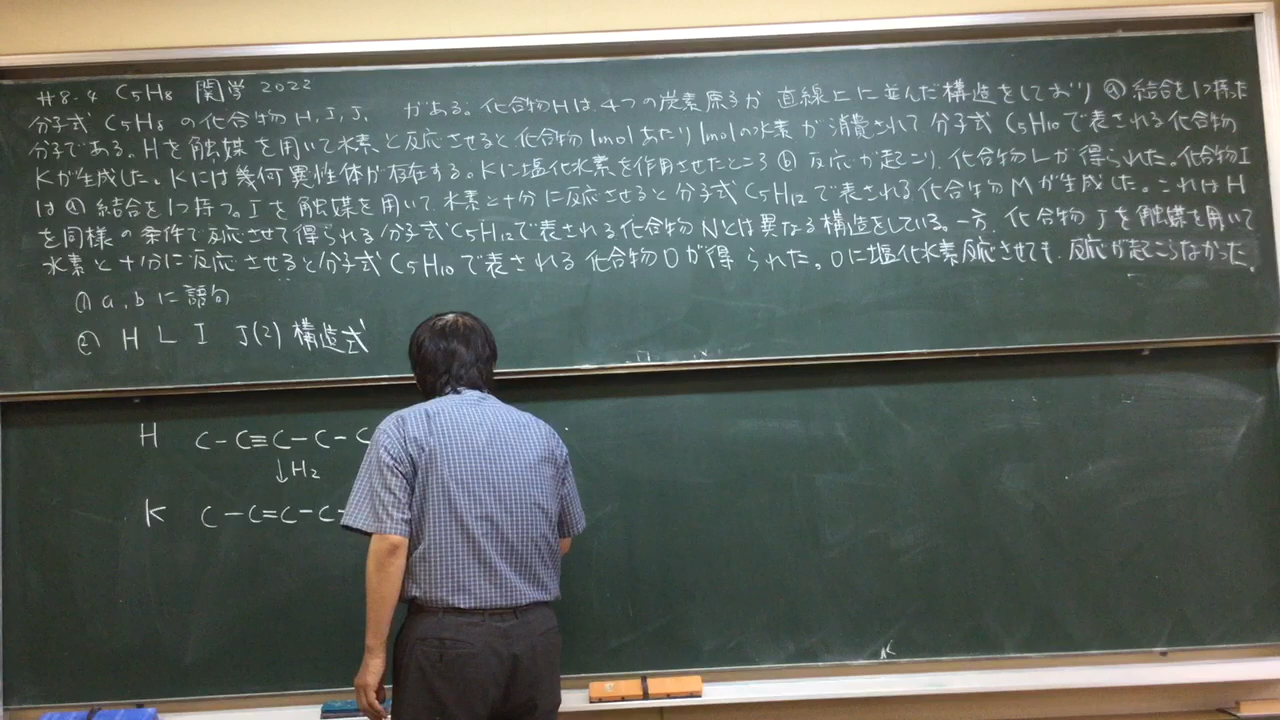 #8-4 C5H8 関学 2022
分子式 C5H8 の化合物 H, I, J, がある。化合物Hは4つの炭素原子が 直線上に並んだ構造をしており ⓐ 結合を1つ持った
分子である。Hを触媒を用いて水素と反応させると化合物1molあたり1molの水素が消費されて分子式 C5H10で表される化合物
Kが生成した。Kには幾何異性体が存在する。Kに塩化水素を作用させたところ ⓑ 反応が起こり、化合物Lが得られた。化合物I
は ⓐ 結合を1つ持つ。Iを触媒を用いて水素と十分に反応させると分子式C5H12で表される化合物Mが生成した。これはH
を同様の条件で反応させて得られる分子式C5H12で表される化合物Nとは異なる構造をしている。一方、化合物Jを触媒を用いて
水素と十分に反応させると分子式C5H10で表される化合物Oが得られた。Oに塩化水素反応させても、反応が起こらなかった。
(1) a, b に語句
(2) H L I J(2) 構造式
H C-C≡C-C-C
↓H2
K C-C=C-C-